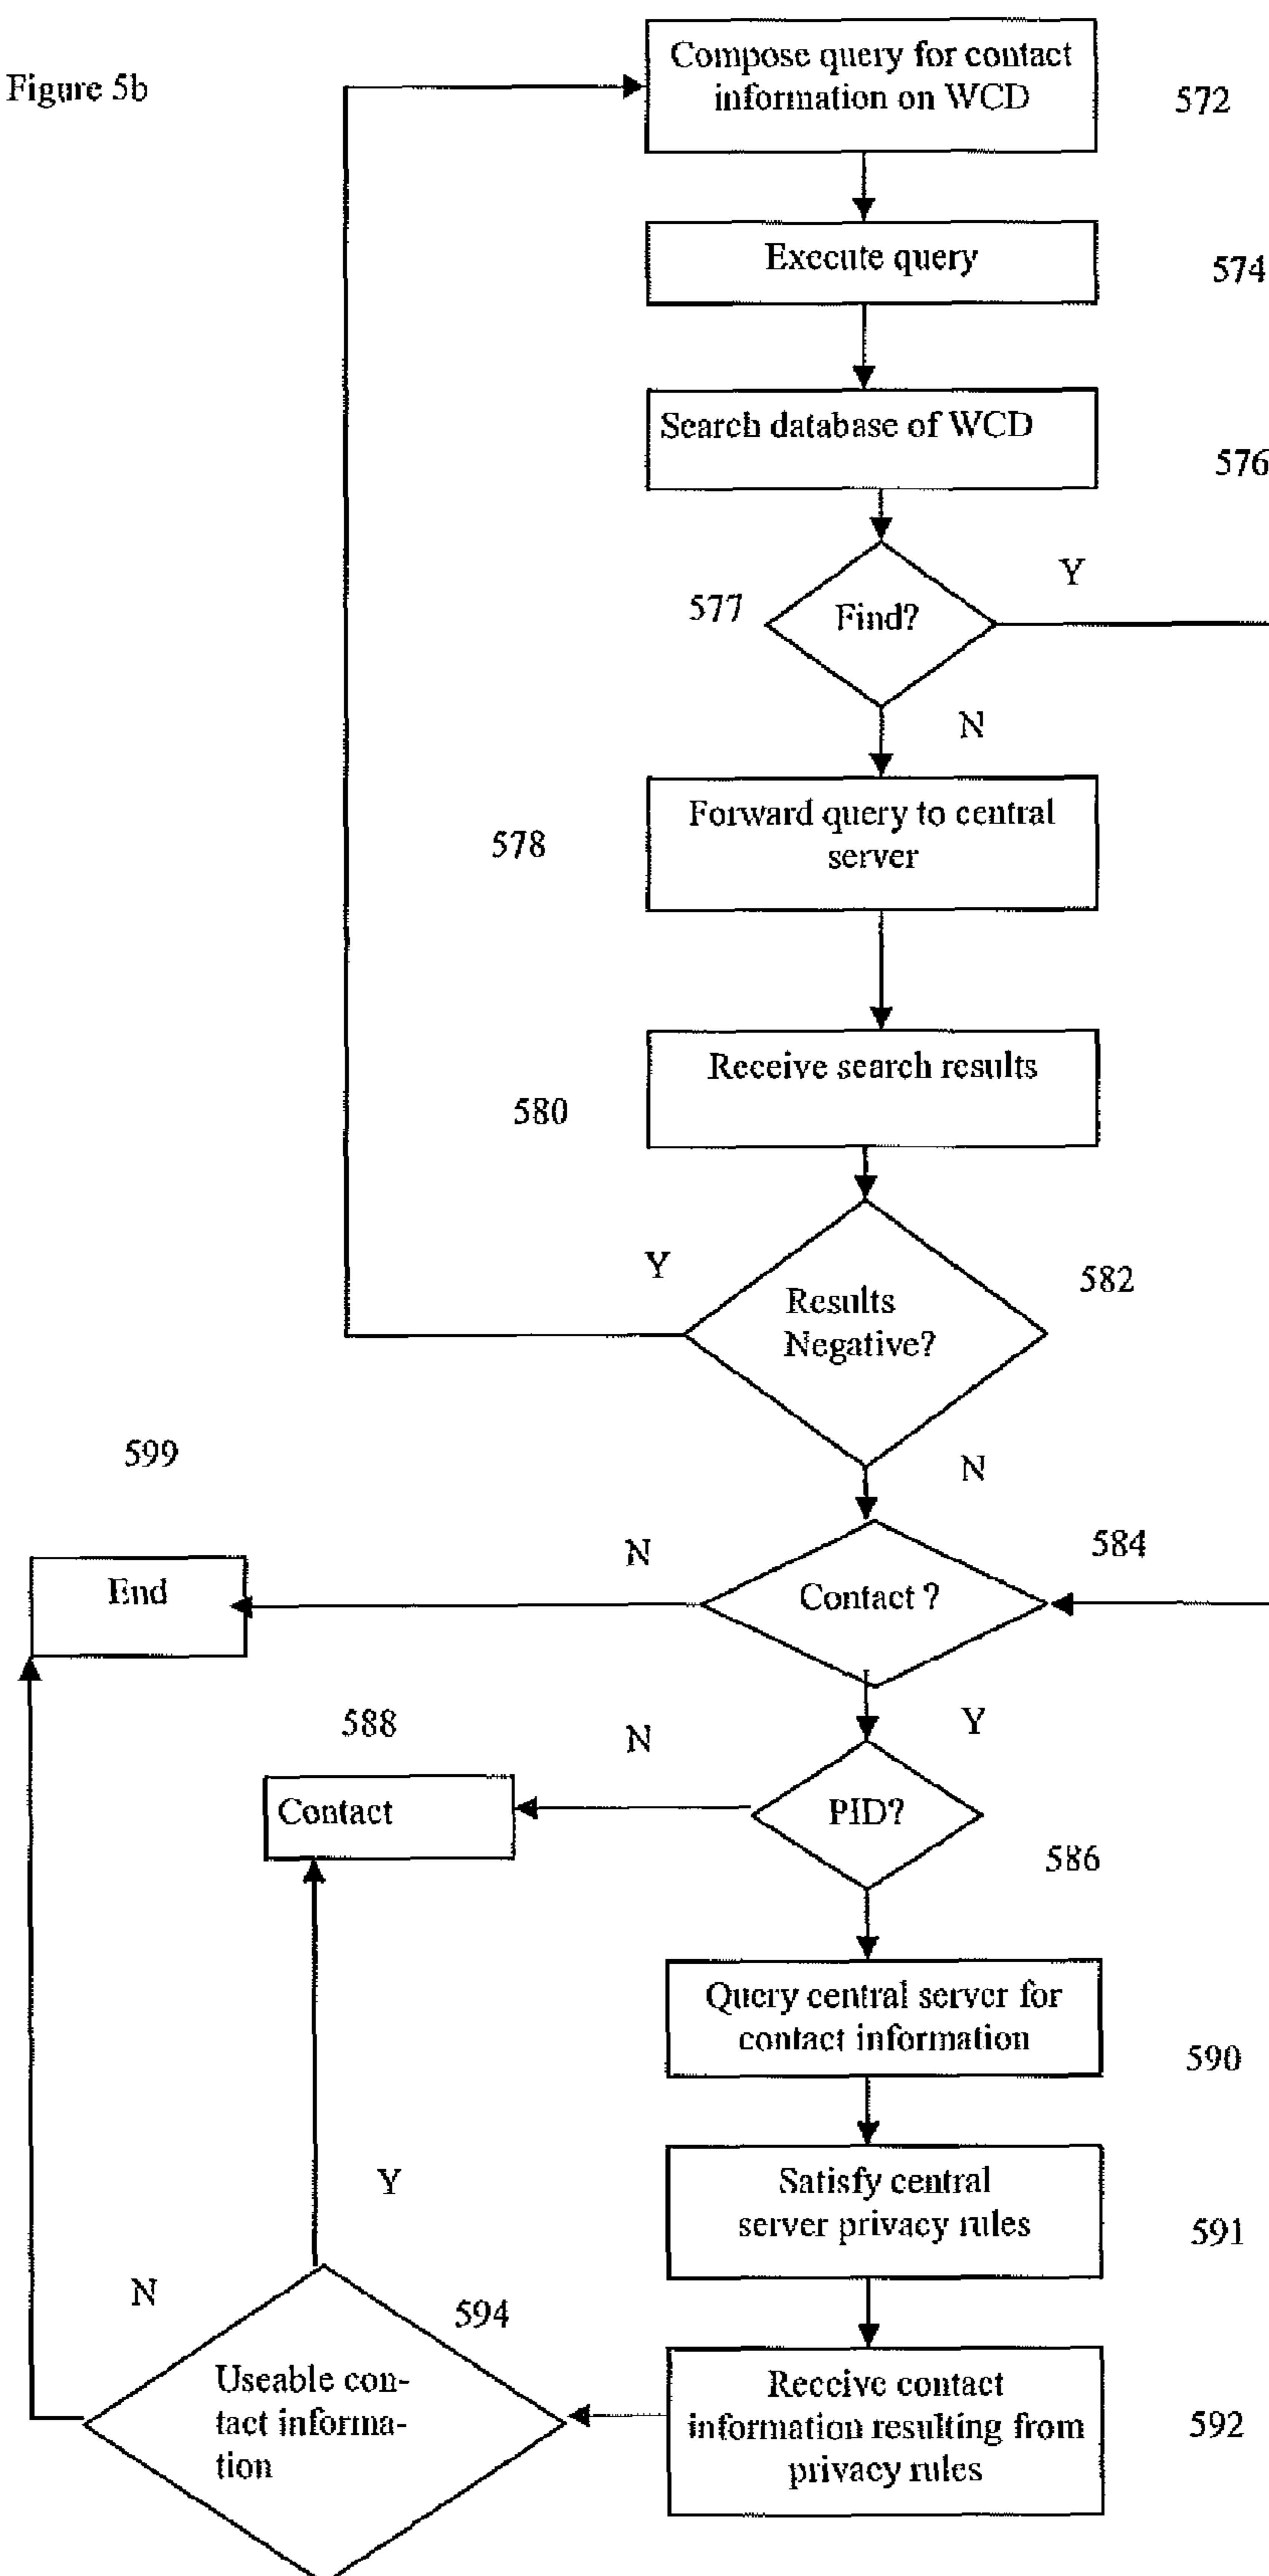 Figure 5b
Compose query for contact
information on WCD
572
Execute query
574
Search database of WCD
576
577
Find?
Y
N
578
Forward query to central
server
580
Receive search results
Y
Results
Negative?
582
N
599
End
N
Contact ?
584
Y
588
Contact
N
PID?
586
Query central server for
contact information
590
Satisfy central
server privacy rules
591
Y
N
594
Useable con-
tact informa-
tion
Receive contact
information resulting from
privacy rules
592